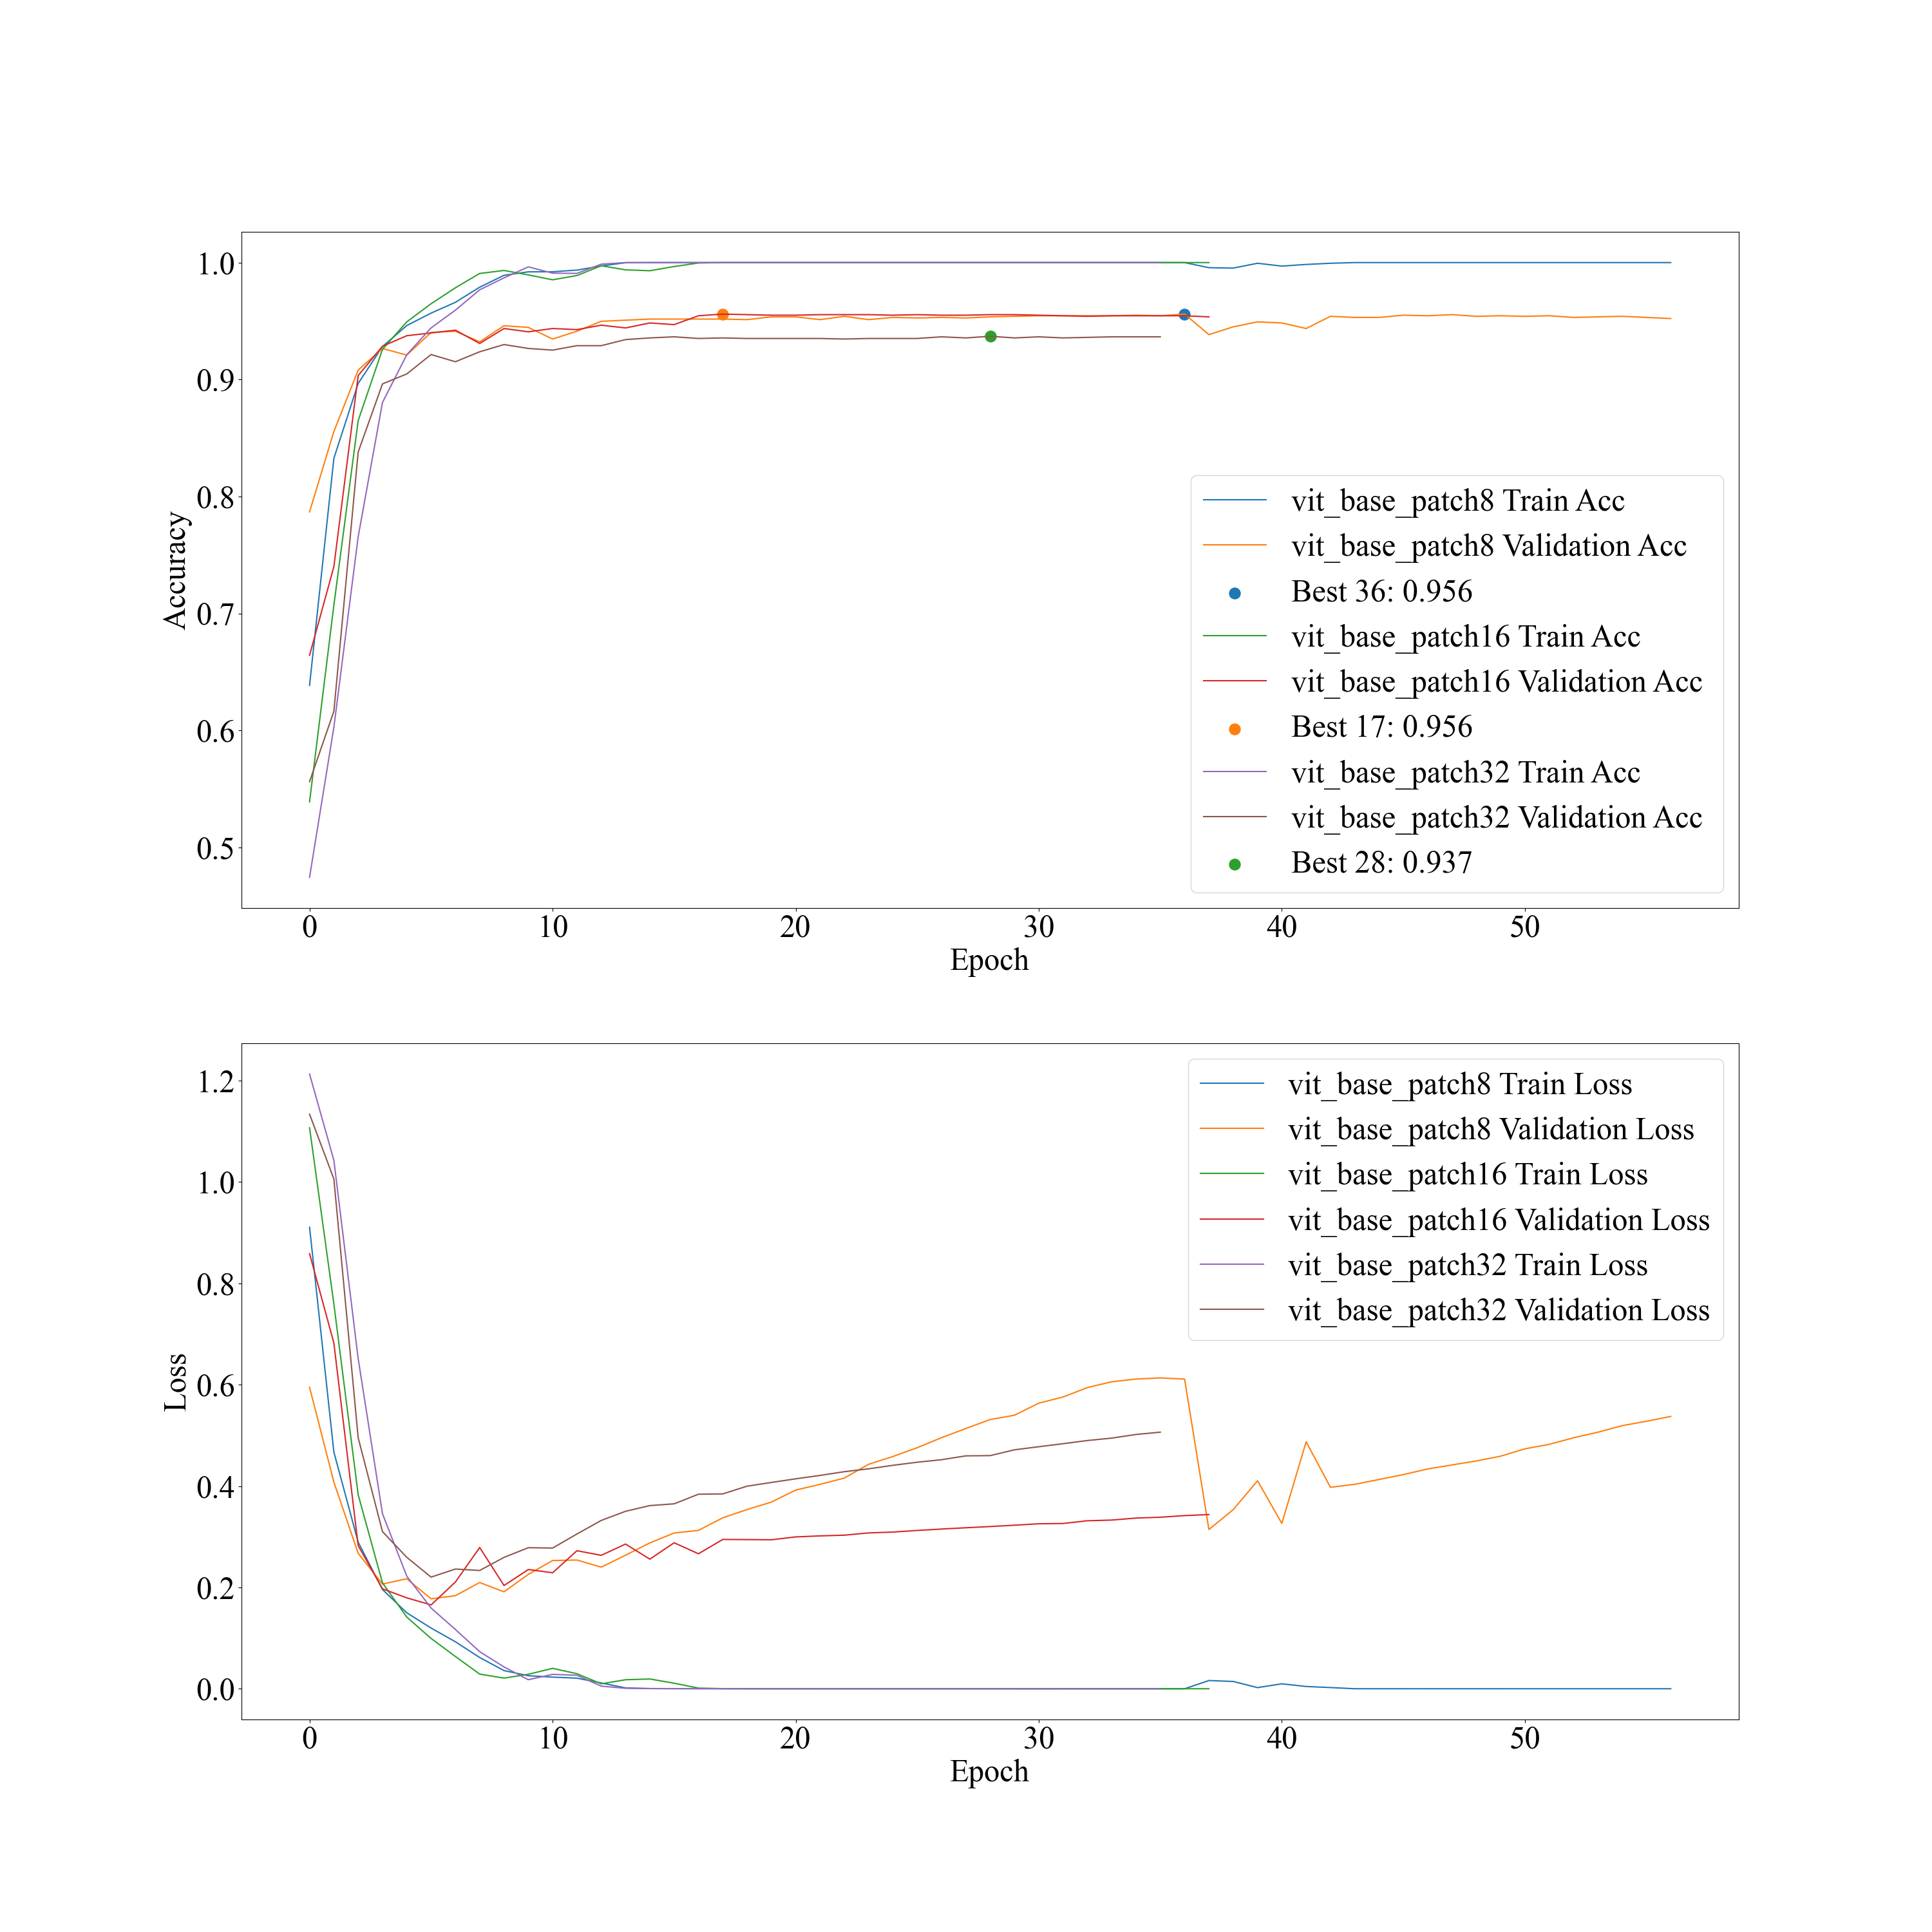 1.0
0.9
0.8
0.7
0.6
0.5
Accuracy
vit_base_patch8 Train Acc
vit_base_patch8 Validation Acc
Best 36: 0.956
vit_base_patch16 Train Acc
vit_base_patch16 Validation Acc
Best 17: 0.956
vit_base_patch32 Train Acc
vit_base_patch32 Validation Acc
Best 28: 0.937
0 10 20 30 40 50
Epoch
1.2
1.0
0.8
0.6
0.4
0.2
0.0
Loss
vit_base_patch8 Train Loss
vit_base_patch8 Validation Loss
vit_base_patch16 Train Loss
vit_base_patch16 Validation Loss
vit_base_patch32 Train Loss
vit_base_patch32 Validation Loss
0 10 20 30 40 50
Epoch